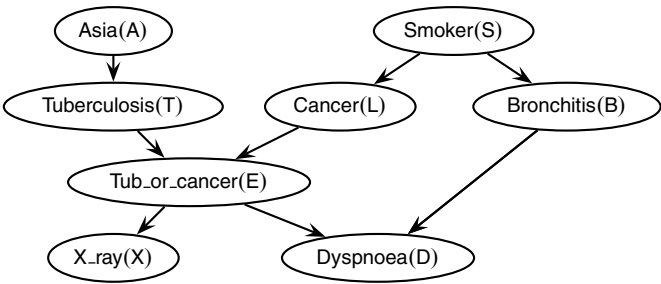 Asia(A)
Smoker(S)
Tuberculosis(T)
Cancer(L)
Bronchitis(B)
Tub_or_cancer(E)
X_ray(X)
Dyspnoea(D)